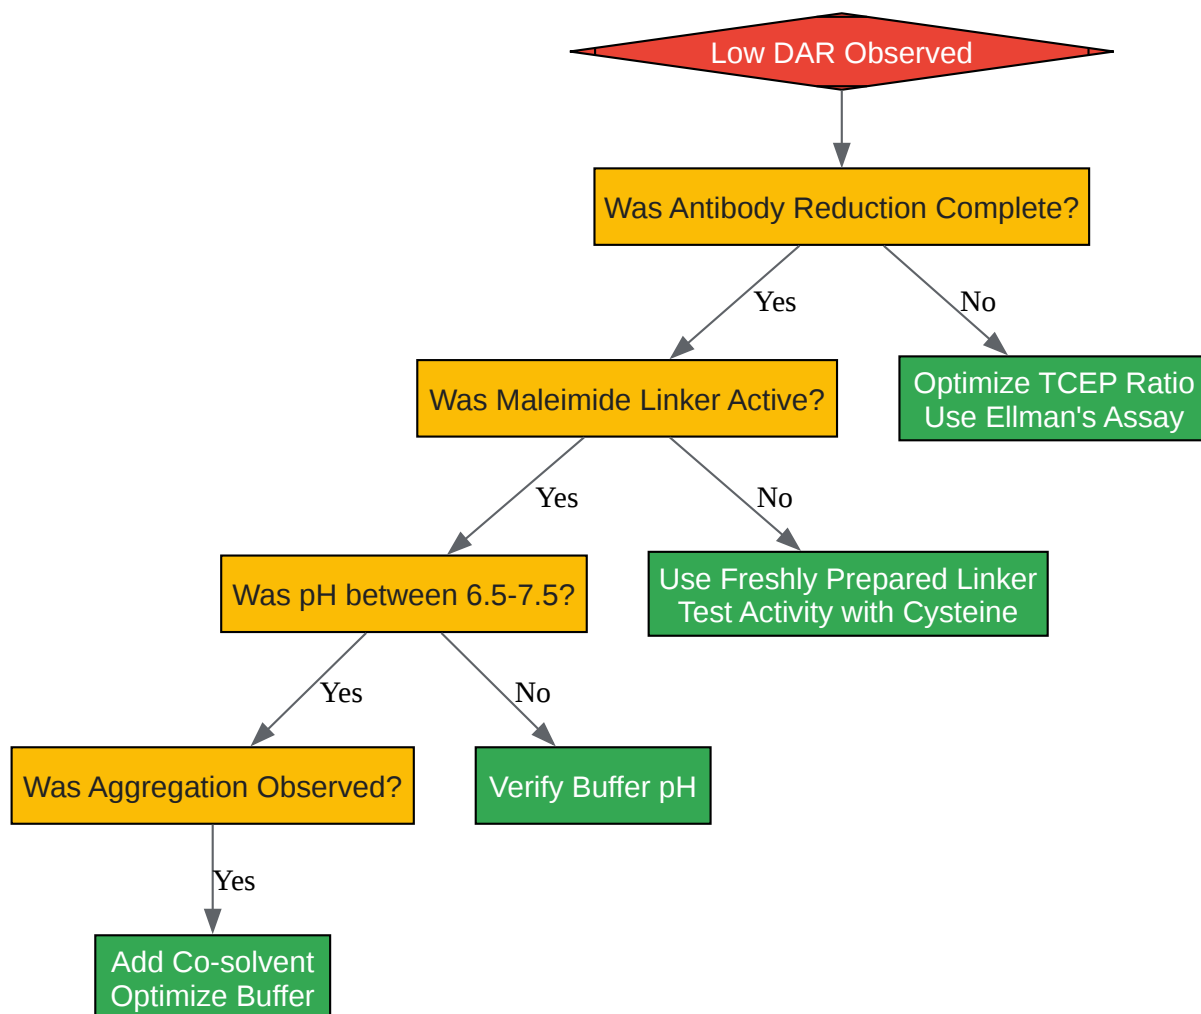 Low DAR Observed
Was Antibody Reduction Complete?
Yes
No
Was Maleimide Linker Active?
Optimize TCEP Ratio
Use Ellman's Assay
Yes
No
Was pH between 6.5-7.5?
Use Freshly Prepared Linker
Test Activity with Cysteine
Yes
No
Was Aggregation Observed?
Verify Buffer pH
Yes
Add Co-solvent
Optimize Buffer